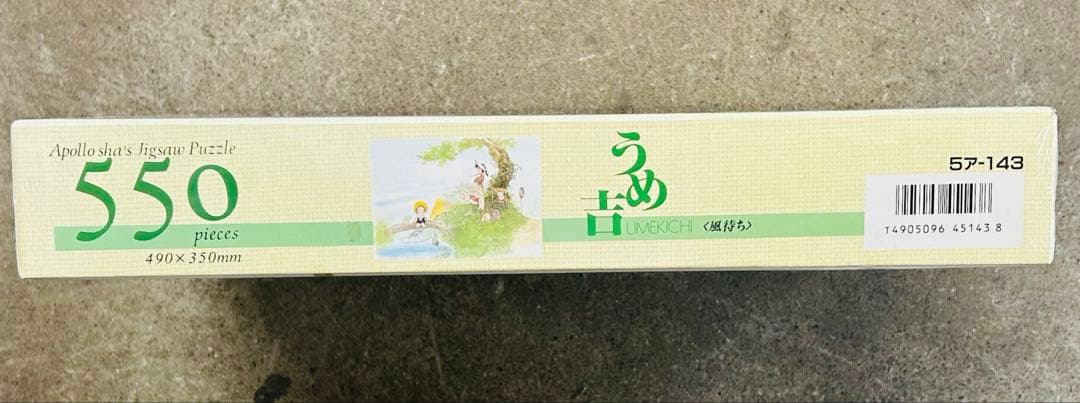 Apollo sha's Jigsaw Puzzle
550
pieces
490×350mm
うめ吉
UMEKICHI 〈風待ち〉
5ア-143
T4905096 45143 8